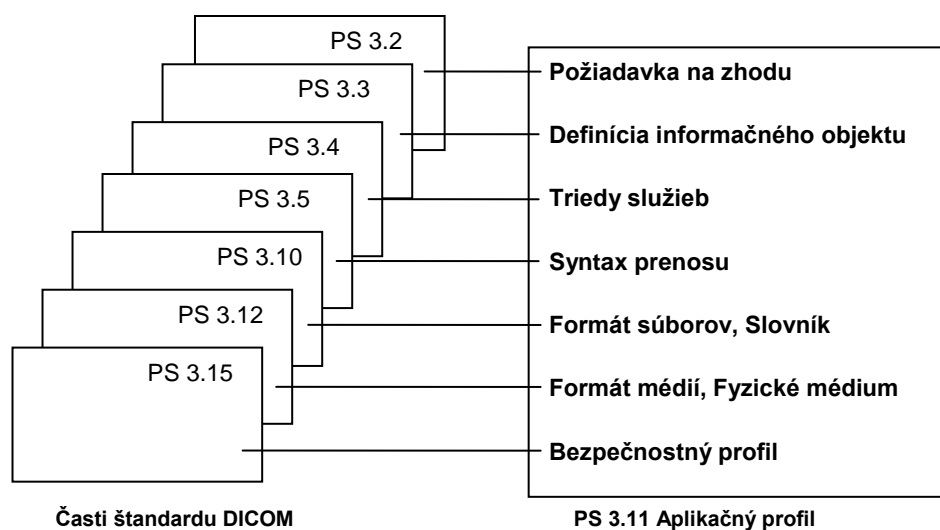 PS 3.2
PS 3.3
PS 3.4
PS 3.5
PS 3.10
PS 3.12
PS 3.15
Požiadavka na zhodu
Definícia informačného objektu
Triedy služieb
Syntax prenosu
Formát súborov, Slovník
Formát médií, Fyzické médium
Bezpečnostný profil
Časti štandardu DICOM
PS 3.11 Aplikačný profil